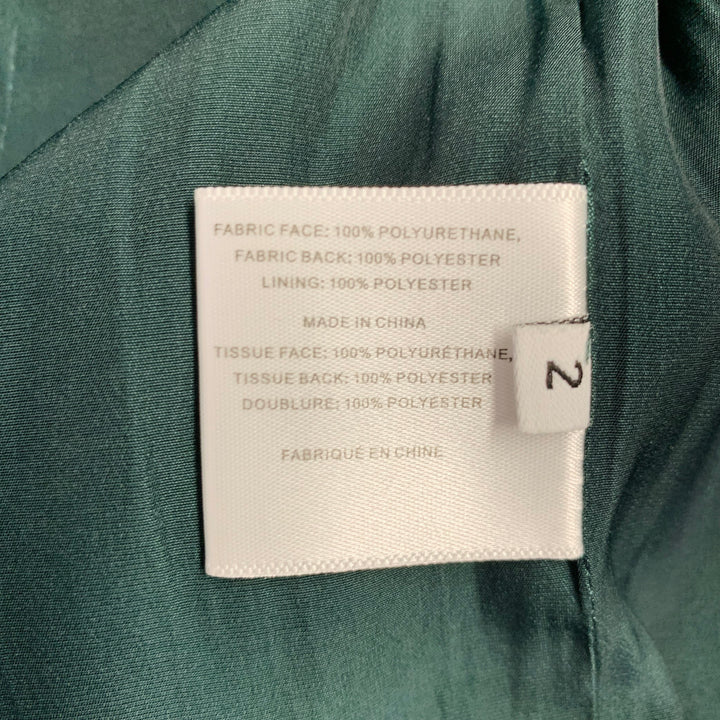 FABRIC FACE: 100% POLYURETHANE,
FABRIC BACK: 100% POLYESTER
LINING: 100% POLYESTER
MADE IN CHINA
TISSUE FACE: 100% POLYURÉTHANE,
TISSUE BACK: 100% POLYESTER
DOUBLURE: 100% POLYESTER
FABRIQUÉ EN CHINE
2